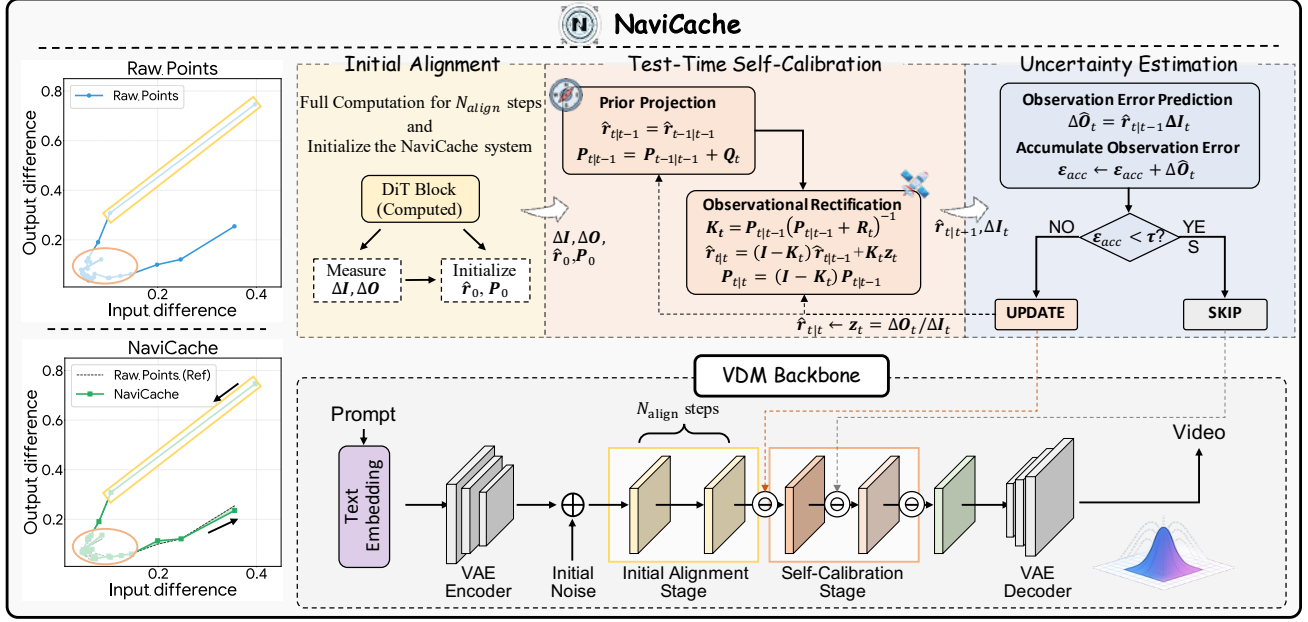 N
NaviCache
Raw Points
Raw Points
0.8
0.6
0.4
0.2
Output difference
0.2
0.4
Input difference
NaviCache
Raw Points (Ref)
NaviCache
0.8
0.6
0.4
0.2
Output difference
0.2
0.4
Input difference
Initial Alignment
Full Computation for N_align steps
and
Initialize the NaviCache system
DiT Block
(Computed)
Measure
ΔI, ΔO
Initialize
r̂₀, P₀
ΔI, ΔO,
r̂₀, P₀
Test-Time Self-Calibration
Prior Projection
r̂_{t|t−1} = r̂_{t−1|t−1}
P_{t|t−1} = P_{t−1|t−1} + Q_t
Observational Rectification
K_t = P_{t|t−1}(P_{t|t−1} + R_t)^{−1}
r̂_{t|t} = (I − K_t) r̂_{t|t−1} + K_t z_t
P_{t|t} = (I − K_t) P_{t|t−1}
r̂_{t|t} ← z_t = ΔO_t/ΔI_t
r̂_{t|t−1}, ΔI_t
Uncertainty Estimation
Observation Error Prediction
ΔÔ_t = r̂_{t|t−1} ΔI_t
Accumulate Observation Error
ε_acc ← ε_acc + ΔÔ_t
NO
ε_acc < τ?
YE
S
UPDATE
SKIP
VDM Backbone
Prompt
Text
Embedding
VAE
Encoder
Initial
Noise
N_align steps
Initial Alignment
Stage
Self-Calibration
Stage
VAE
Decoder
Video